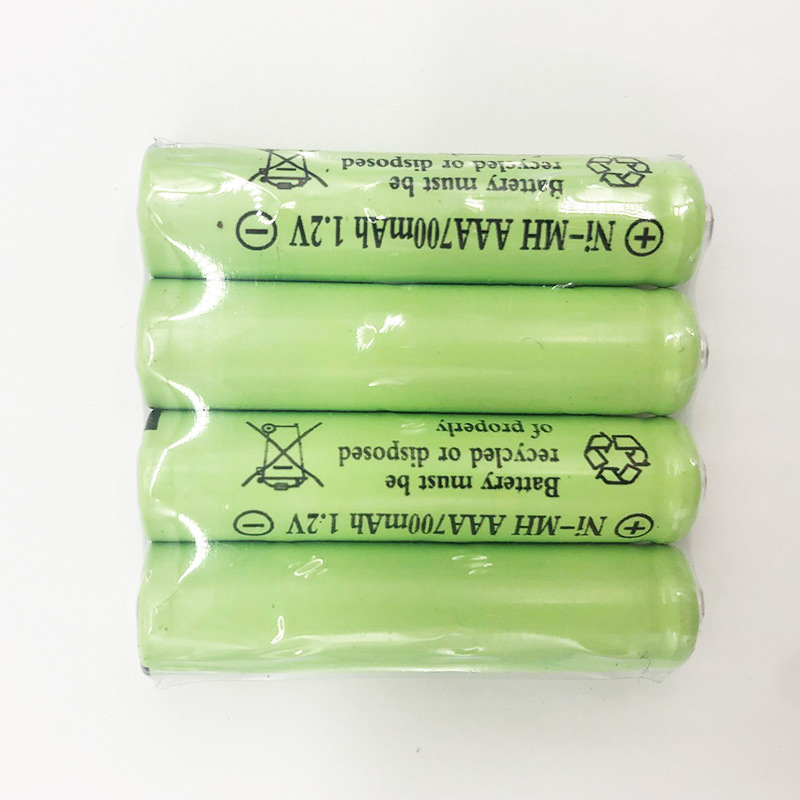 + Ni-MH AAA700mAh 1.2V −
Battery must be
recycled or disposed
of properly
+ Ni-MH AAA700mAh 1.2V −
Battery must be
recycled or disposed